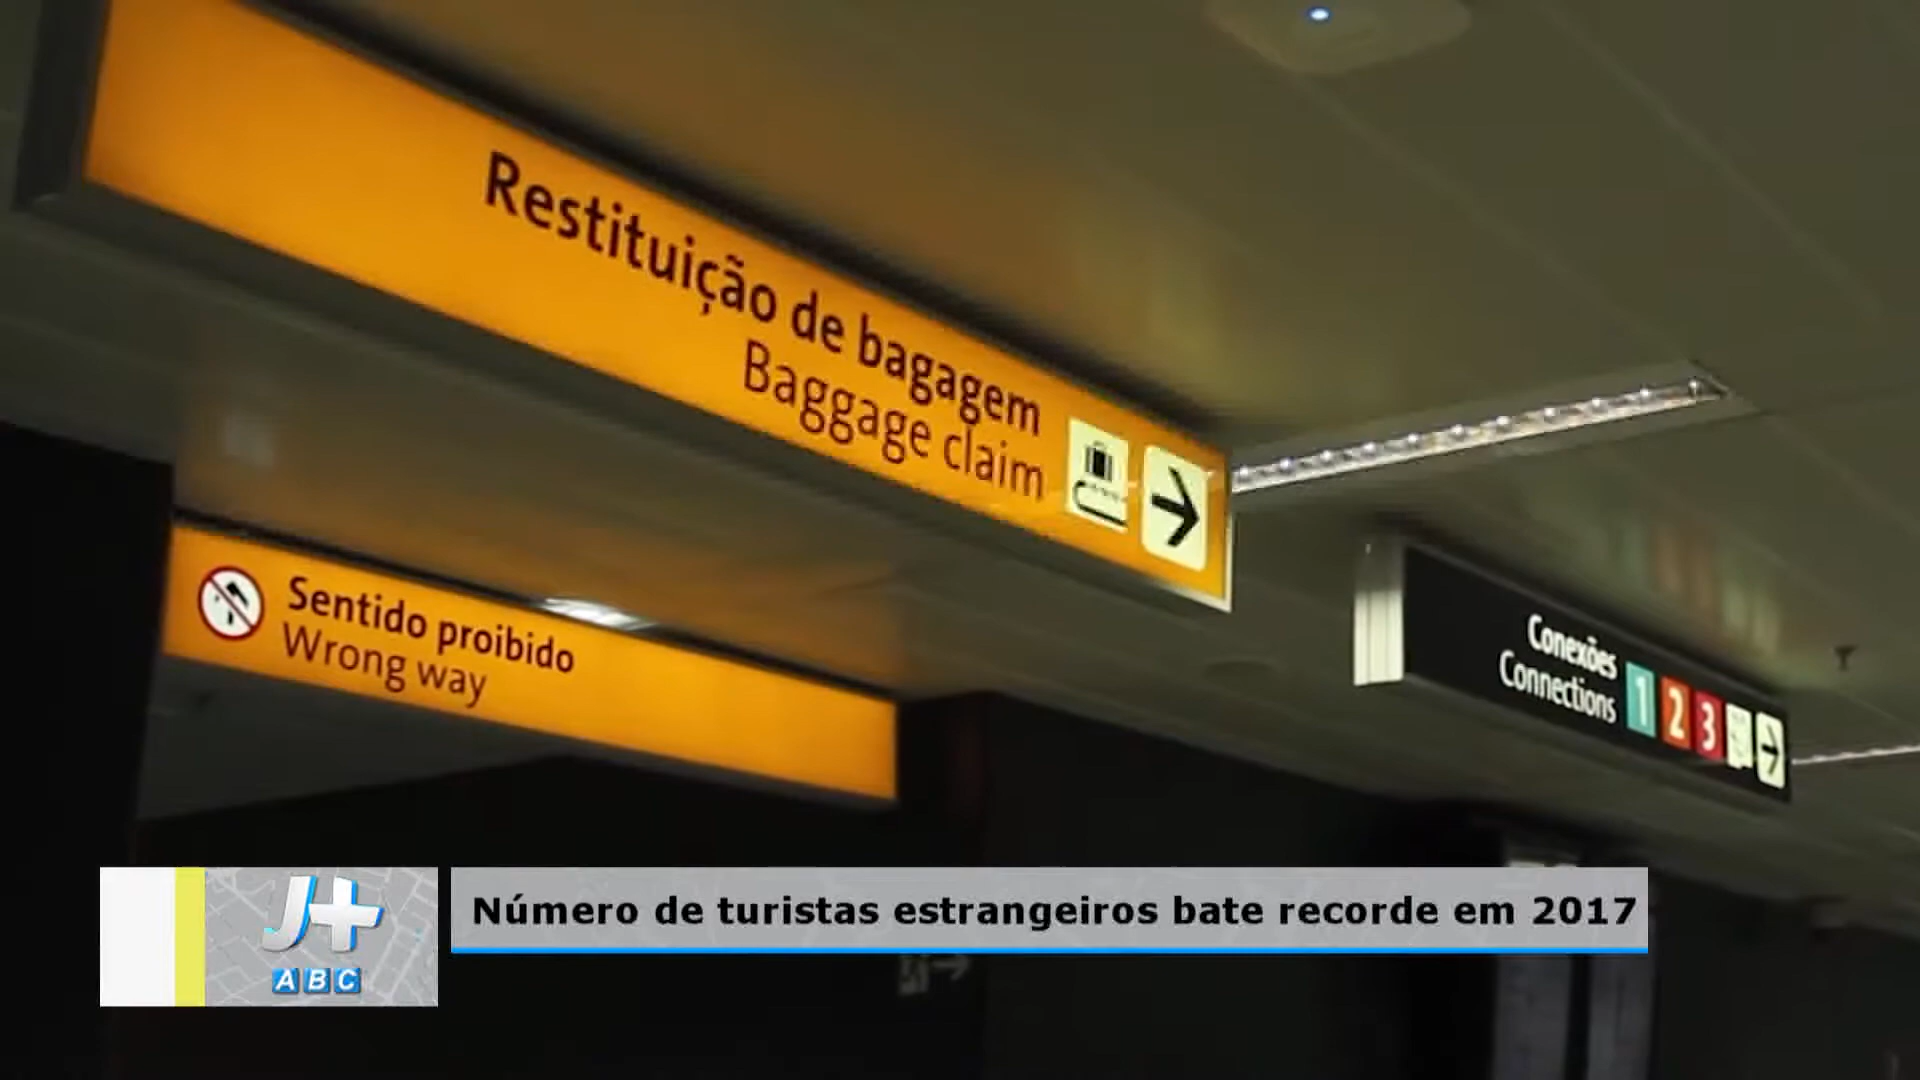 Restituição de bagagem
Baggage claim
Sentido proibido
Wrong way
Conexões
Connections
1 2 3
J+
ABC
Número de turistas estrangeiros bate recorde em 2017